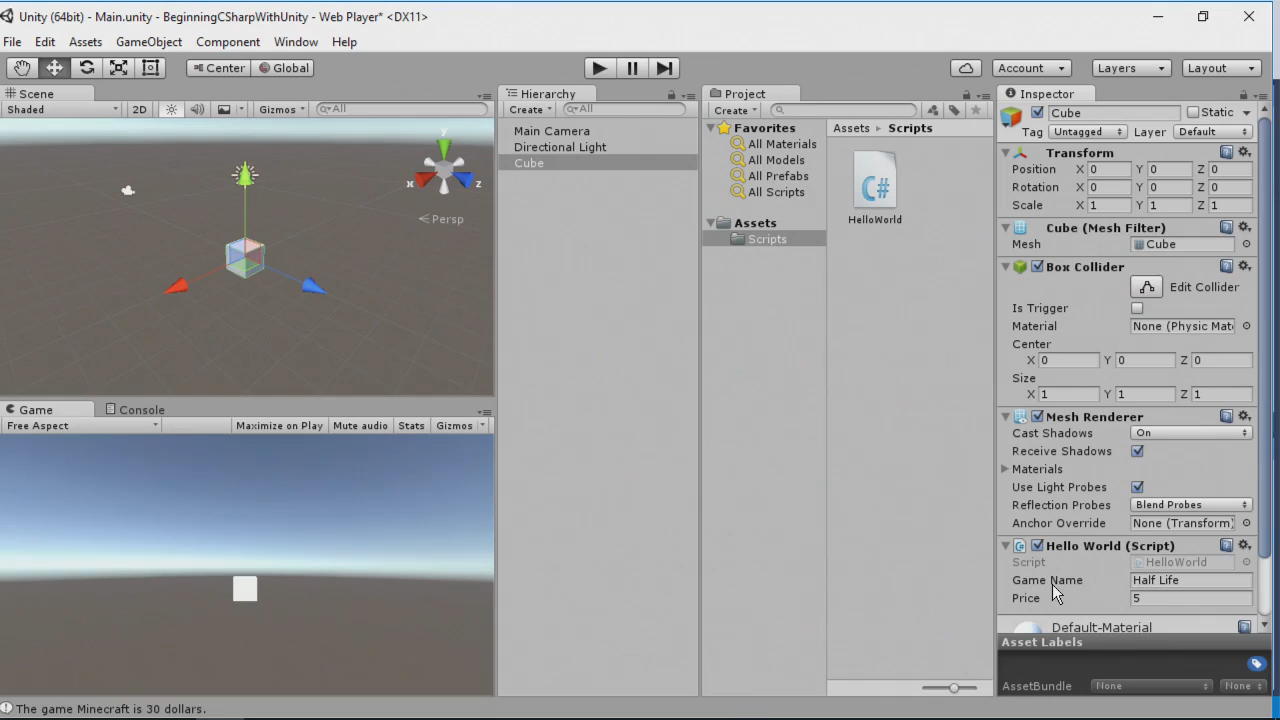 Unity (64bit) - Main.unity - BeginningCSharpWithUnity - Web Player* <DX11>
File Edit Assets GameObject Component Window Help
Center Global Account Layers Layout
Scene
Shaded 2D Gizmos All
y
x z
Persp
Game Console
Free Aspect Maximize on Play Mute audio Stats Gizmos
Hierarchy
Create All
Main Camera
Directional Light
Cube
Project
Create
Favorites
All Materials
All Models
All Prefabs
All Scripts
Assets
Scripts
Assets Scripts
C#
HelloWorld
Inspector
Cube Static
Tag Untagged Layer Default
Transform
Position X 0 Y 0 Z 0
Rotation X 0 Y 0 Z 0
Scale X 1 Y 1 Z 1
Cube (Mesh Filter)
Mesh Cube
Box Collider
Edit Collider
Is Trigger
Material None (Physic Mat
Center
X 0 Y 0 Z 0
Size
X 1 Y 1 Z 1
Mesh Renderer
Cast Shadows On
Receive Shadows
Materials
Use Light Probes
Reflection Probes Blend Probes
Anchor Override None (Transform)
Hello World (Script)
Script HelloWorld
Game Name Half Life
Price 5
Default-Material
Asset Labels
AssetBundle None None
The game Minecraft is 30 dollars.